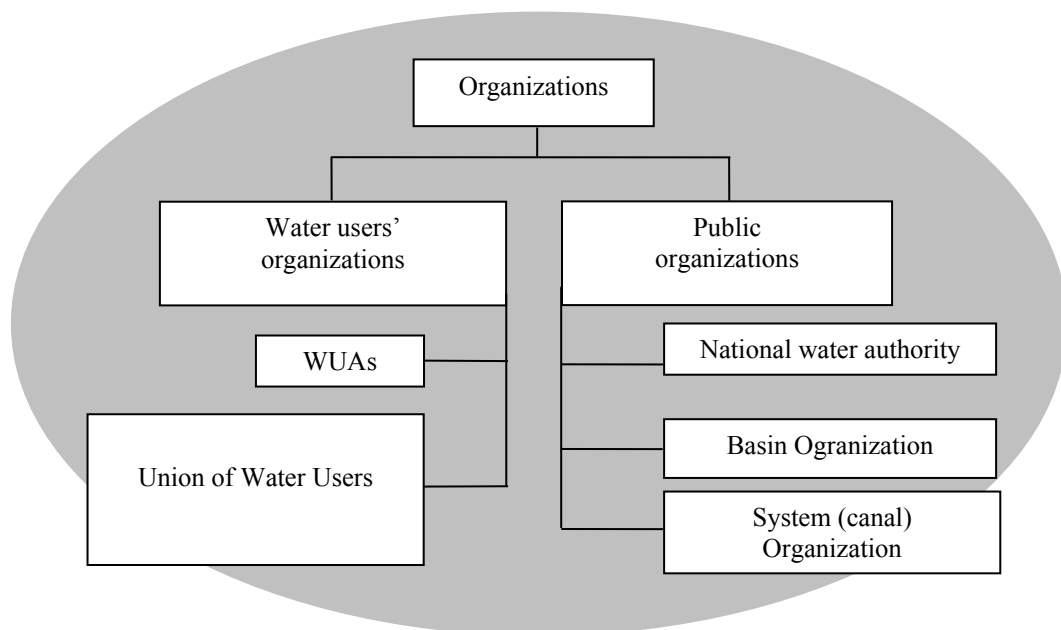 Organizations
Water users’
organizations
Public
organizations
WUAs
National water authority
Union of Water Users
Basin Ogranization
System (canal)
Organization